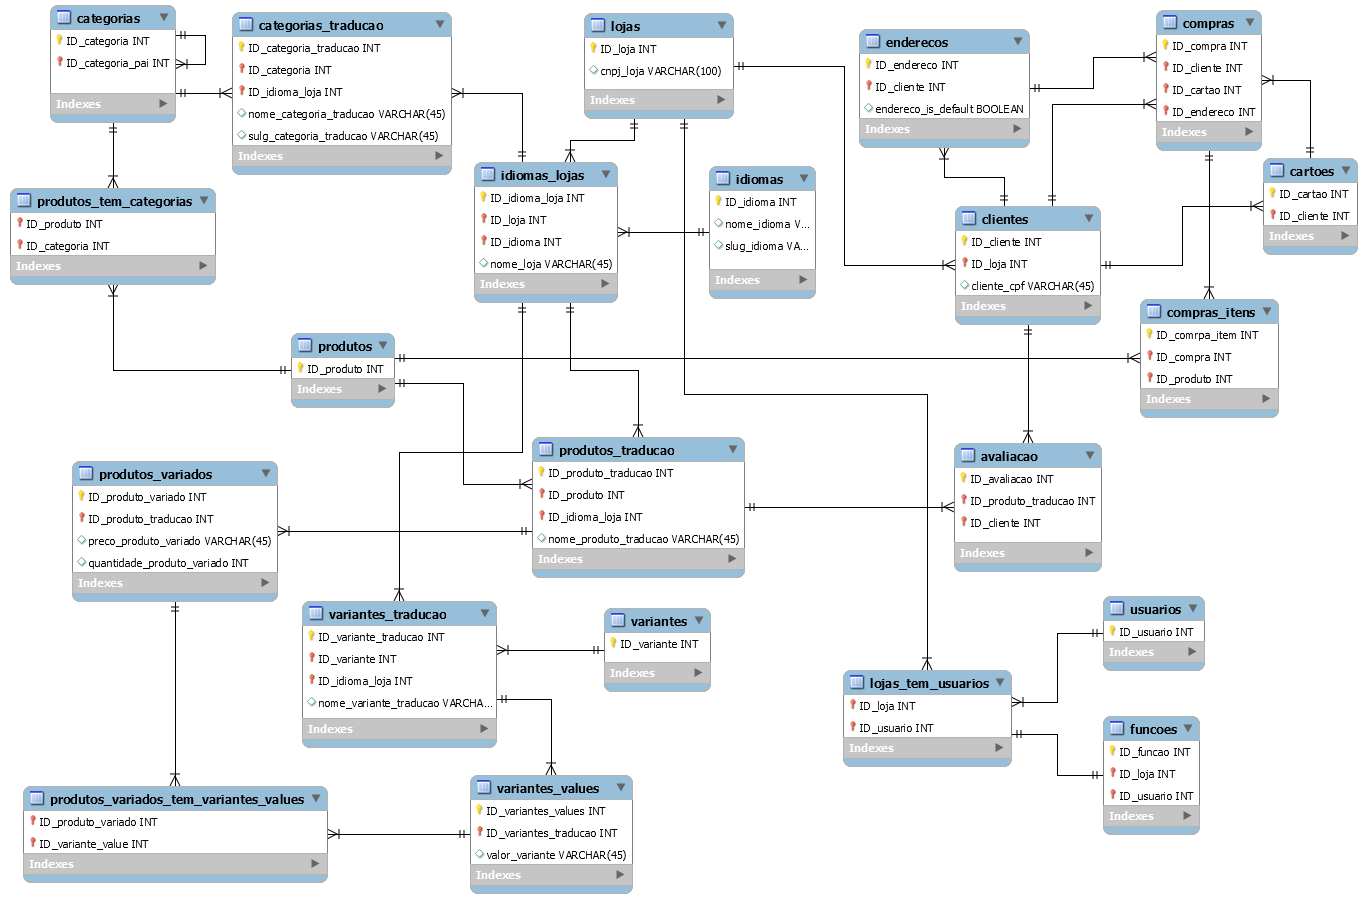 categorias
ID_categoria INT
ID_categoria_pai INT
Indexes
categorias_traducao
ID_categoria_traducao INT
ID_categoria INT
ID_idioma_loja INT
nome_categoria_traducao VARCHAR(45)
sulg_categoria_traducao VARCHAR(45)
Indexes
lojas
ID_loja INT
cnpj_loja VARCHAR(100)
Indexes
enderecos
ID_endereco INT
ID_cliente INT
endereco_is_default BOOLEAN
Indexes
compras
ID_compra INT
ID_cliente INT
ID_cartao INT
ID_endereco INT
Indexes
produtos_tem_categorias
ID_produto INT
ID_categoria INT
Indexes
idiomas_lojas
ID_idioma_loja INT
ID_loja INT
ID_idioma INT
nome_loja VARCHAR(45)
Indexes
idiomas
ID_idioma INT
nome_idioma V...
slug_idioma VA...
Indexes
clientes
ID_cliente INT
ID_loja INT
cliente_cpf VARCHAR(45)
Indexes
cartoes
ID_cartao INT
ID_cliente INT
Indexes
produtos
ID_produto INT
Indexes
compras_itens
ID_comrpa_item INT
ID_compra INT
ID_produto INT
Indexes
produtos_variados
ID_produto_variado INT
ID_produto_traducao INT
preco_produto_variado VARCHAR(45)
quantidade_produto_variado INT
Indexes
produtos_traducao
ID_produto_traducao INT
ID_produto INT
ID_idioma_loja INT
nome_produto_traducao VARCHAR(45)
Indexes
avaliacao
ID_avaliacao INT
ID_produto_traducao INT
ID_cliente INT
Indexes
variantes_traducao
ID_variante_traducao INT
ID_variante INT
ID_idioma_loja INT
nome_variante_traducao VARCHA...
Indexes
variantes
ID_variante INT
Indexes
usuarios
ID_usuario INT
Indexes
lojas_tem_usuarios
ID_loja INT
ID_usuario INT
Indexes
funcoes
ID_funcao INT
ID_loja INT
ID_usuario INT
Indexes
produtos_variados_tem_variantes_values
ID_produto_variado INT
ID_variante_value INT
Indexes
variantes_values
ID_variantes_values INT
ID_variantes_traducao INT
valor_variante VARCHAR(45)
Indexes